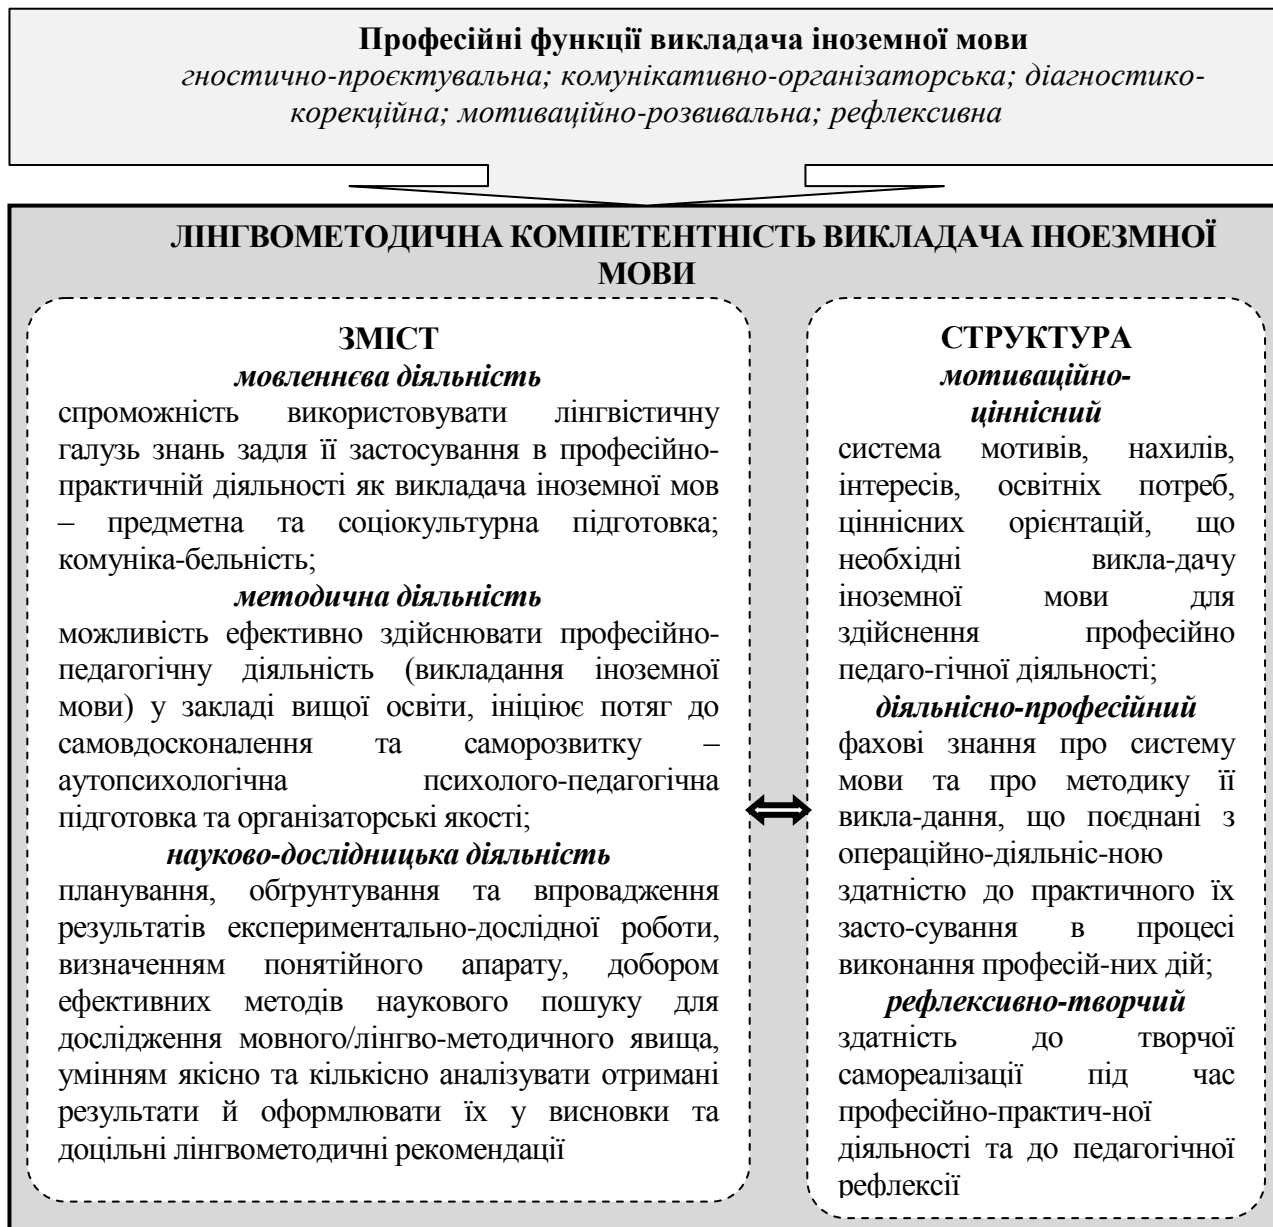 Професійні функції викладача іноземної мови
гностично-проєктувальна; комунікативно-організаторська; діагностико-
корекційна; мотиваційно-розвивальна; рефлексивна
ЛІНГВОМЕТОДИЧНА КОМПЕТЕНТНІСТЬ ВИКЛАДАЧА ІНОЕЗМНОЇ
МОВИ
ЗМІСТ
мовленнєва діяльність
спроможність використовувати лінгвістичну
галузь знань задля її застосування в професійно-
практичній діяльності як викладача іноземної мов
– предметна та соціокультурна підготовка;
комуніка-бельність;
методична діяльність
можливість ефективно здійснювати професійно-
педагогічну діяльність (викладання іноземної
мови) у закладі вищої освіти, ініціює потяг до
самовдосконалення та саморозвитку –
аутопсихологічна психолого-педагогічна
підготовка та організаторські якості;
науково-дослідницька діяльність
планування, обґрунтування та впровадження
результатів експериментально-дослідної роботи,
визначенням понятійного апарату, добором
ефективних методів наукового пошуку для
дослідження мовного/лінгво-методичного явища,
умінням якісно та кількісно аналізувати отримані
результати й оформлювати їх у висновки та
доцільні лінгвометодичні рекомендації
СТРУКТУРА
мотиваційно-
ціннісний
система мотивів, нахилів,
інтересів, освітніх потреб,
ціннісних орієнтацій, що
необхідні викла-дачу
іноземної мови для
здійснення професійно
педаго-гічної діяльності;
діяльнісно-професійний
фахові знання про систему
мови та про методику її
викла-дання, що поєднані з
операційно-діяльніс-ною
здатністю до практичного їх
засто-сування в процесі
виконання професій-них дій;
рефлексивно-творчий
здатність до творчої
самореалізації під час
професійно-практич-ної
діяльності та до педагогічної
рефлексії